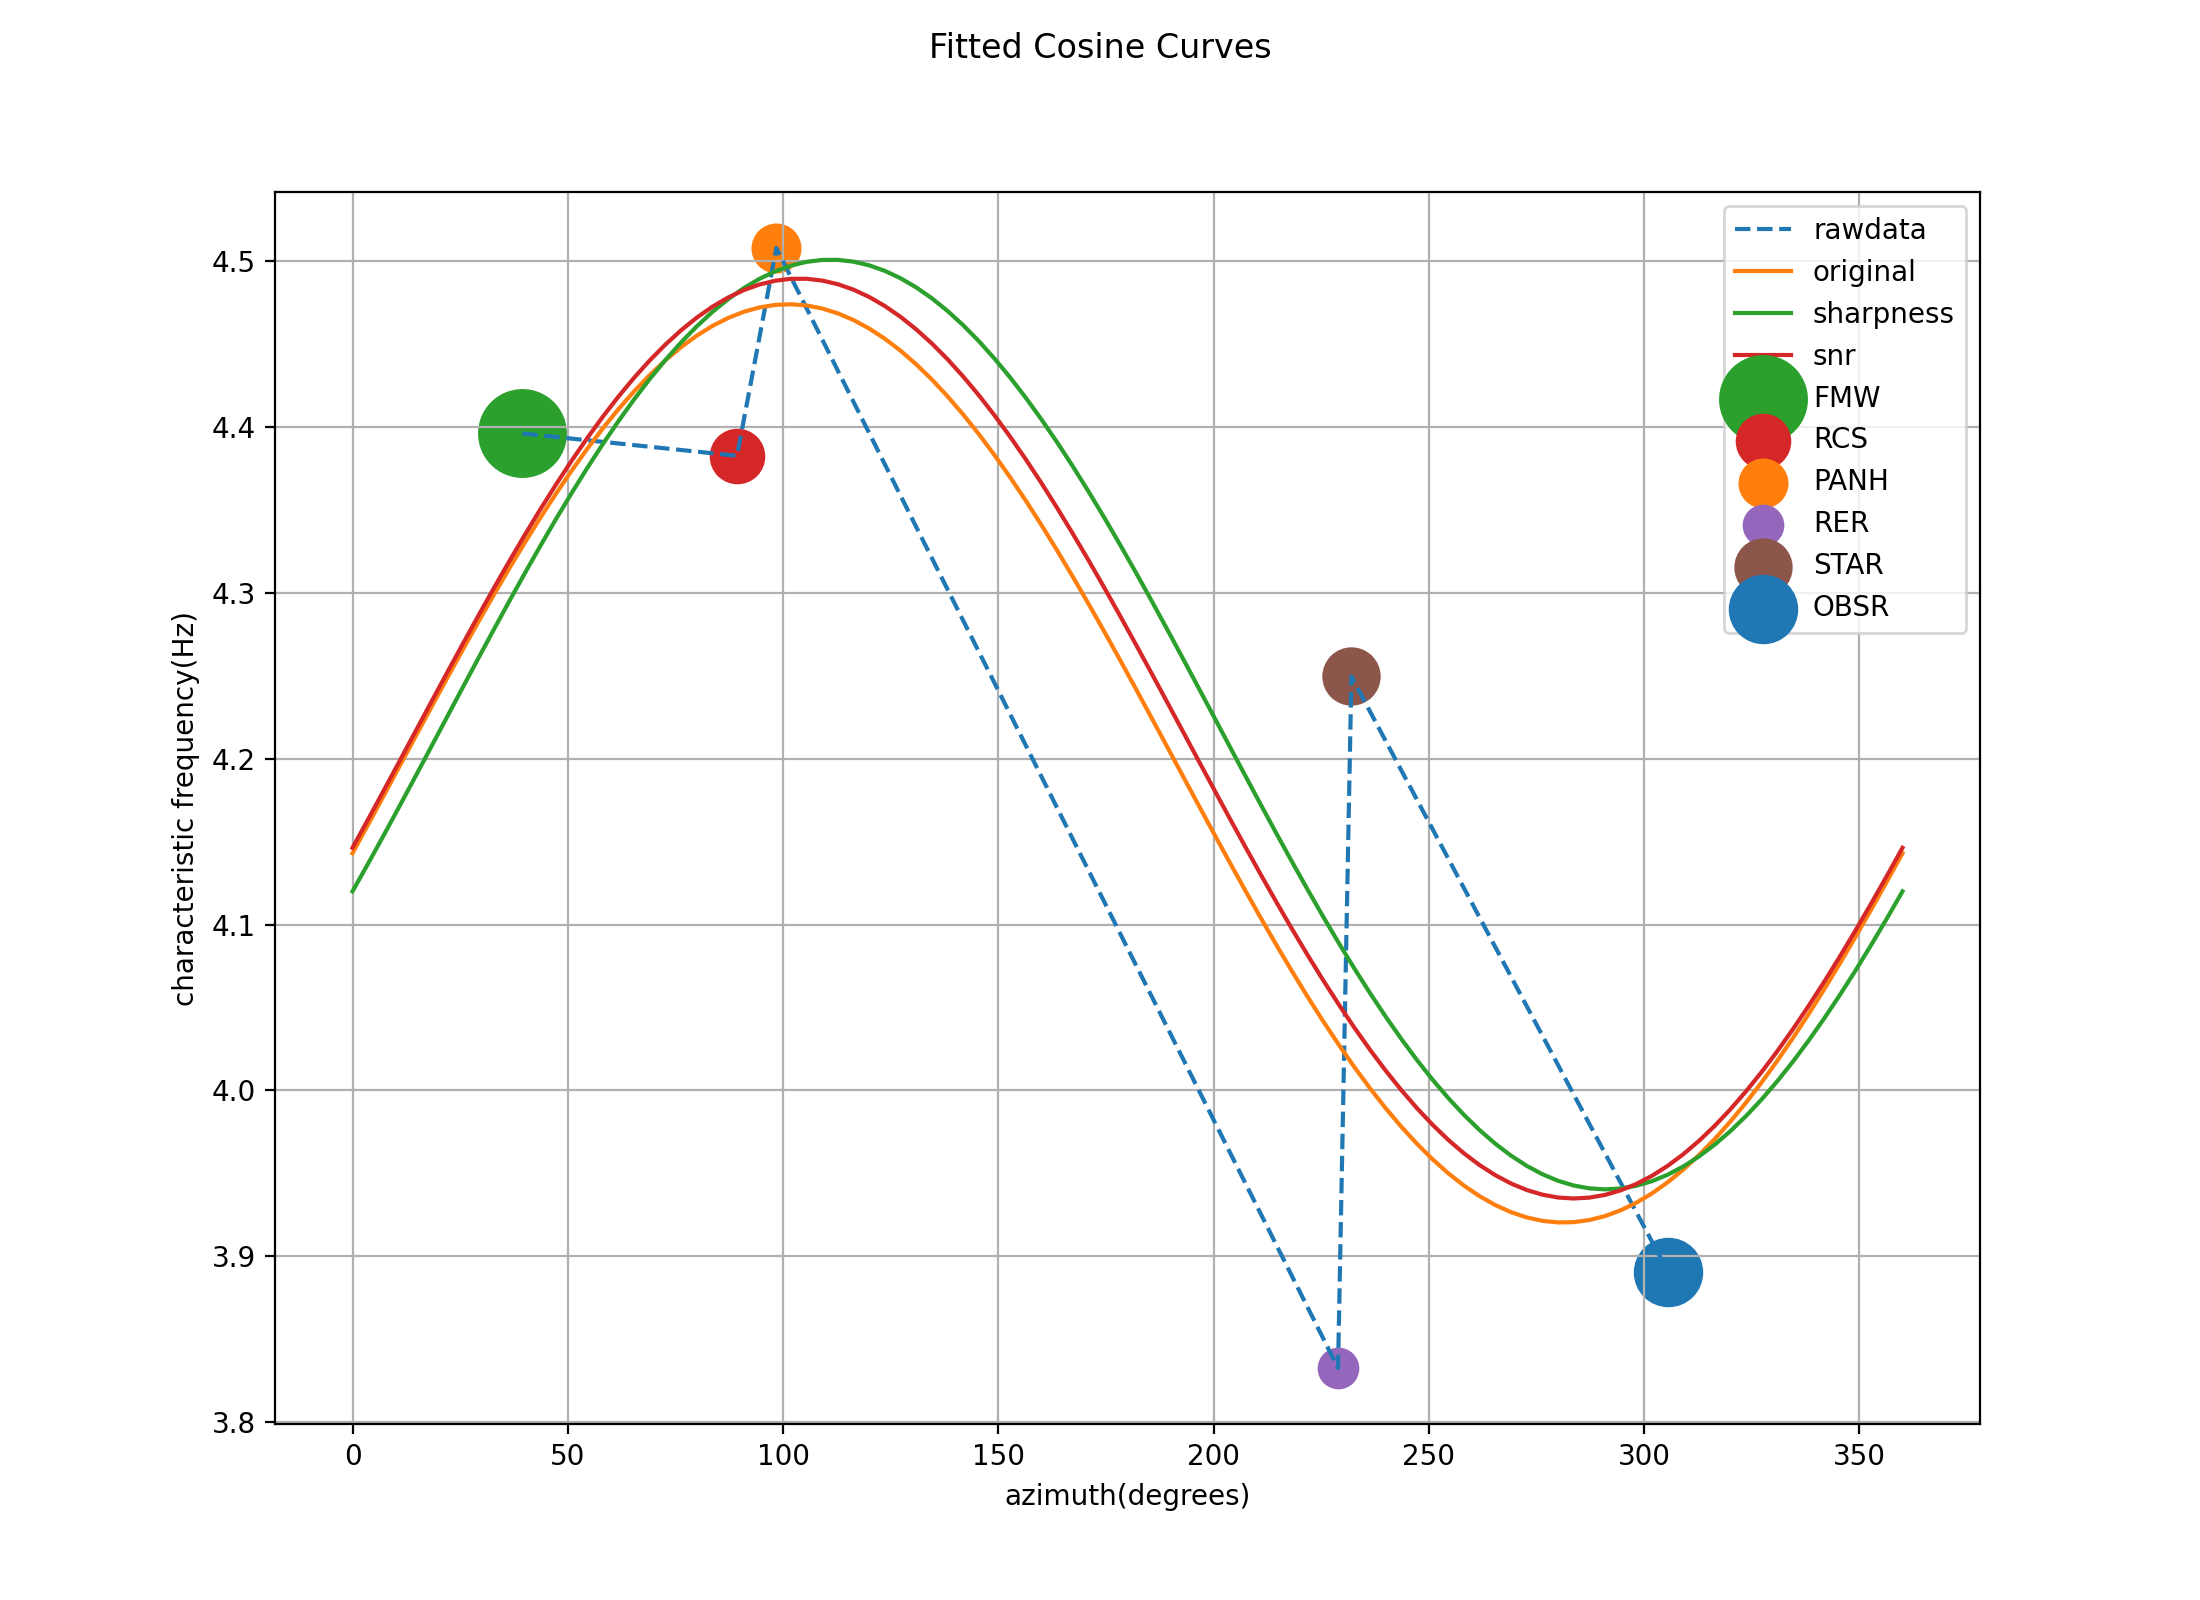 Fitted Cosine Curves
rawdata
original
sharpness
snr
FMW
RCS
PANH
RER
STAR
OBSR
characteristic frequency(Hz)
4.5
4.4
4.3
4.2
4.1
4.0
3.9
3.8
0 50 100 150 200 250 300 350
azimuth(degrees)